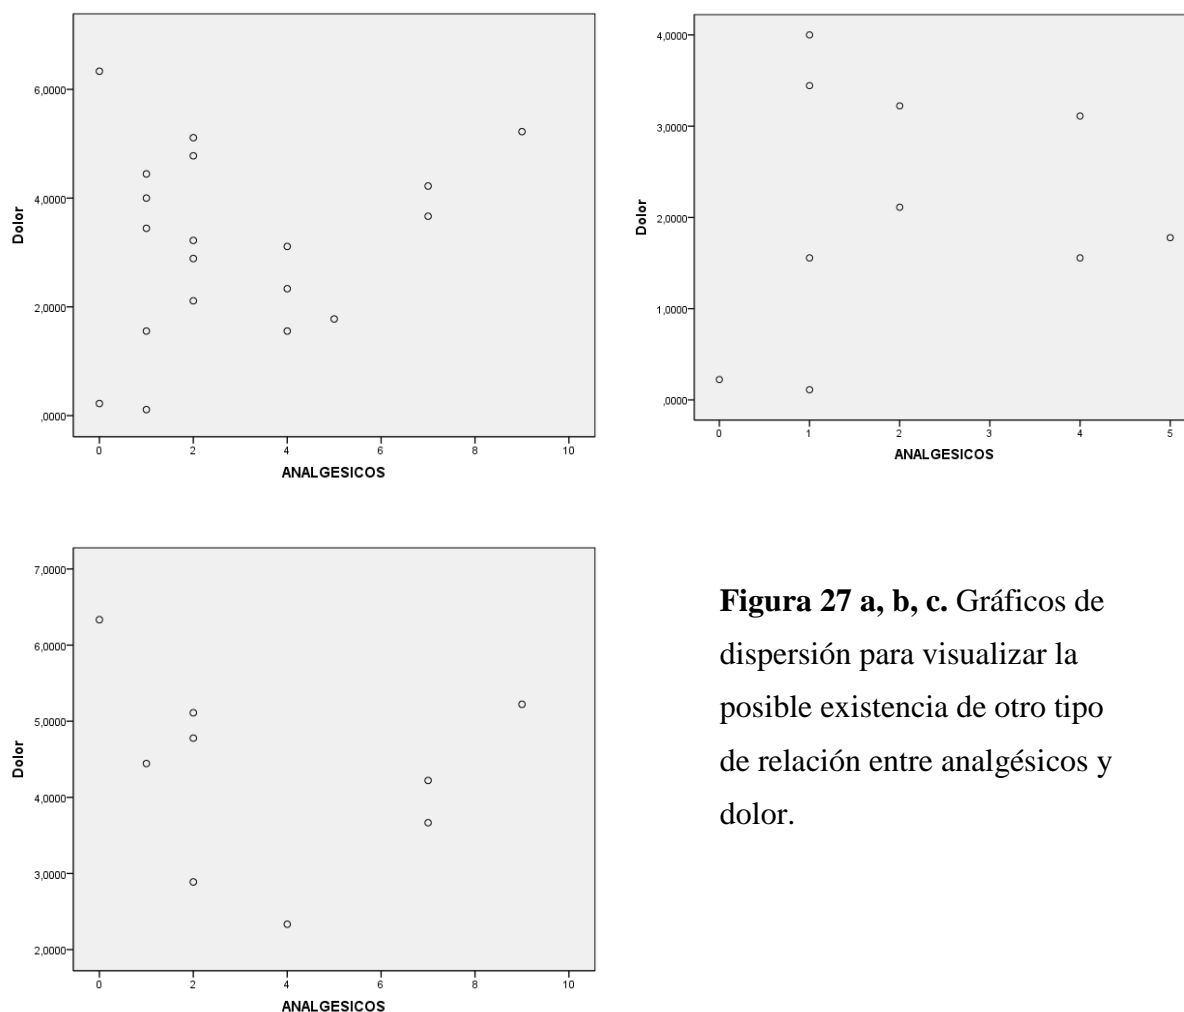 6,0000
4,0000
2,0000
,0000
Dolor
0 2 4 6 8 10
ANALGESICOS
4,0000
3,0000
2,0000
1,0000
,0000
Dolor
0 1 2 3 4 5
ANALGESICOS
7,0000
6,0000
5,0000
4,0000
3,0000
2,0000
Dolor
0 2 4 6 8 10
ANALGESICOS
Figura 27 a, b, c. Gráficos de
dispersión para visualizar la
posible existencia de otro tipo
de relación entre analgésicos y
dolor.